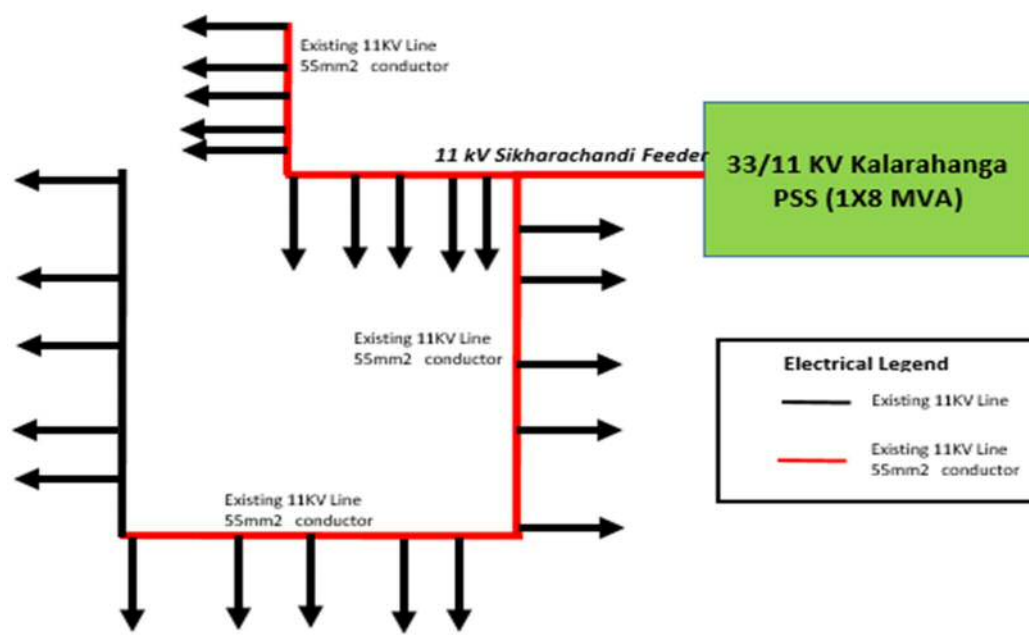 Existing 11KV Line
55mm2 conductor
11 kV Sikharachandi Feeder
33/11 KV Kalarahanga
PSS (1X8 MVA)
Existing 11KV Line
55mm2 conductor
Electrical Legend
Existing 11KV Line
Existing 11KV Line
55mm2 conductor
Existing 11KV Line
55mm2 conductor